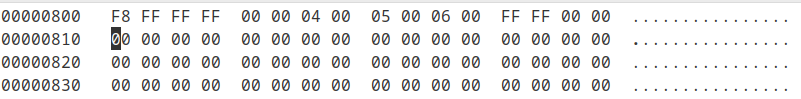 00000800 F8 FF FF FF 00 00 04 00 05 00 06 00 FF FF 00 00 ................
00000810 00 00 00 00 00 00 00 00 00 00 00 00 00 00 00 00 ................
00000820 00 00 00 00 00 00 00 00 00 00 00 00 00 00 00 00 ................
00000830 00 00 00 00 00 00 00 00 00 00 00 00 00 00 00 00 ................